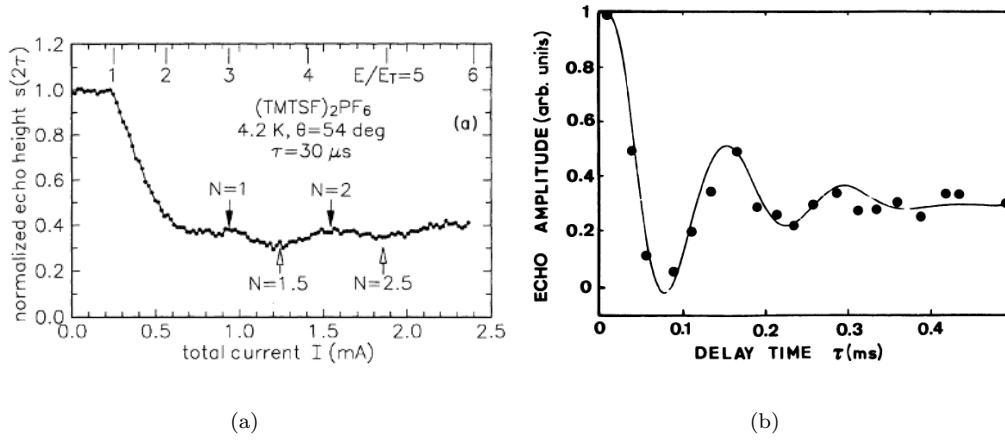 1 2 3 4 E/E_T=5 6
(TMTSF)₂PF₆
(a)
4.2 K, θ=54 deg
τ=30 μs
N=1
N=2
N=1.5
N=2.5
normalized echo height s(2τ)
1.2
1.0
0.8
0.6
0.4
0.2
0.0
0.0 0.5 1.0 1.5 2.0 2.5
total current I (mA)
(a)
ECHO AMPLITUDE (arb. units)
1
0.8
0.6
0.4
0.2
0
0 0.1 0.2 0.3 0.4
DELAY TIME τ(ms)
(b)